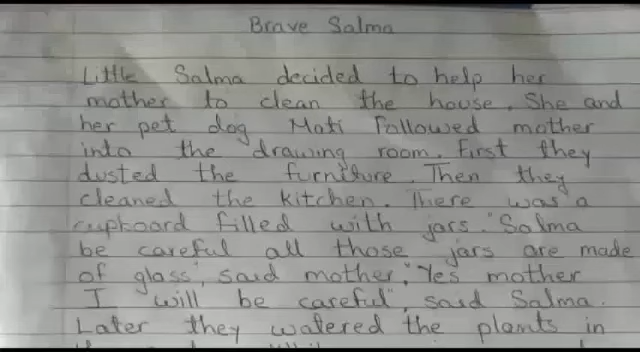 Brave Salma
Little Salma decided to help her
mother to clean the house. She and
her pet dog Moti followed mother
into the drawing room. First they
dusted the furniture. Then they
cleaned the kitchen. There was a
cupboard filled with jars. "Salma
be careful all those jars are made
of glass", said mother. "Yes mother
I will be careful", said Salma.
Later they watered the plants in